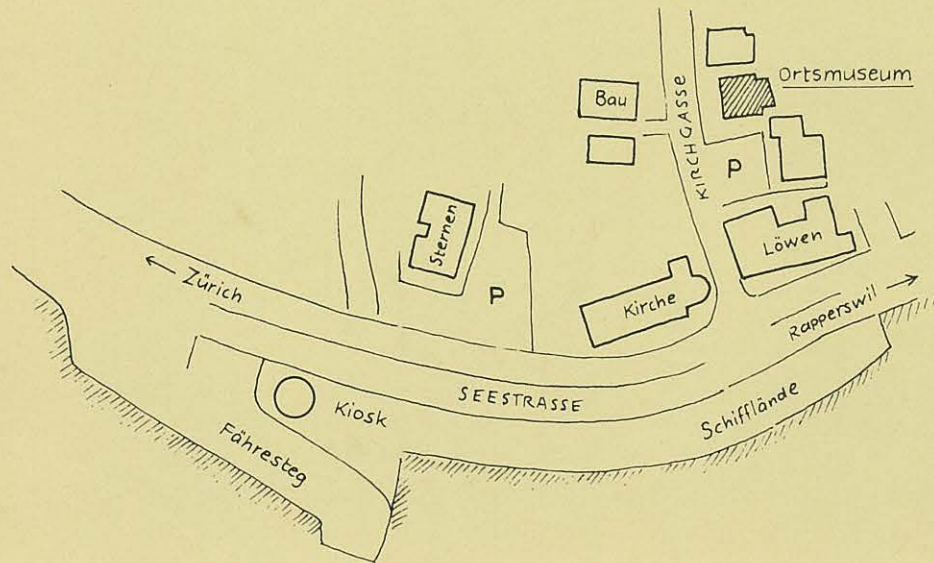 Ortsmuseum
Bau
KIRCHGASSE
P
Sternen
Löwen
← Zürich
P
Kirche
Rapperswil →
SEESTRASSE
Kiosk
Schifflände
Fähresteg